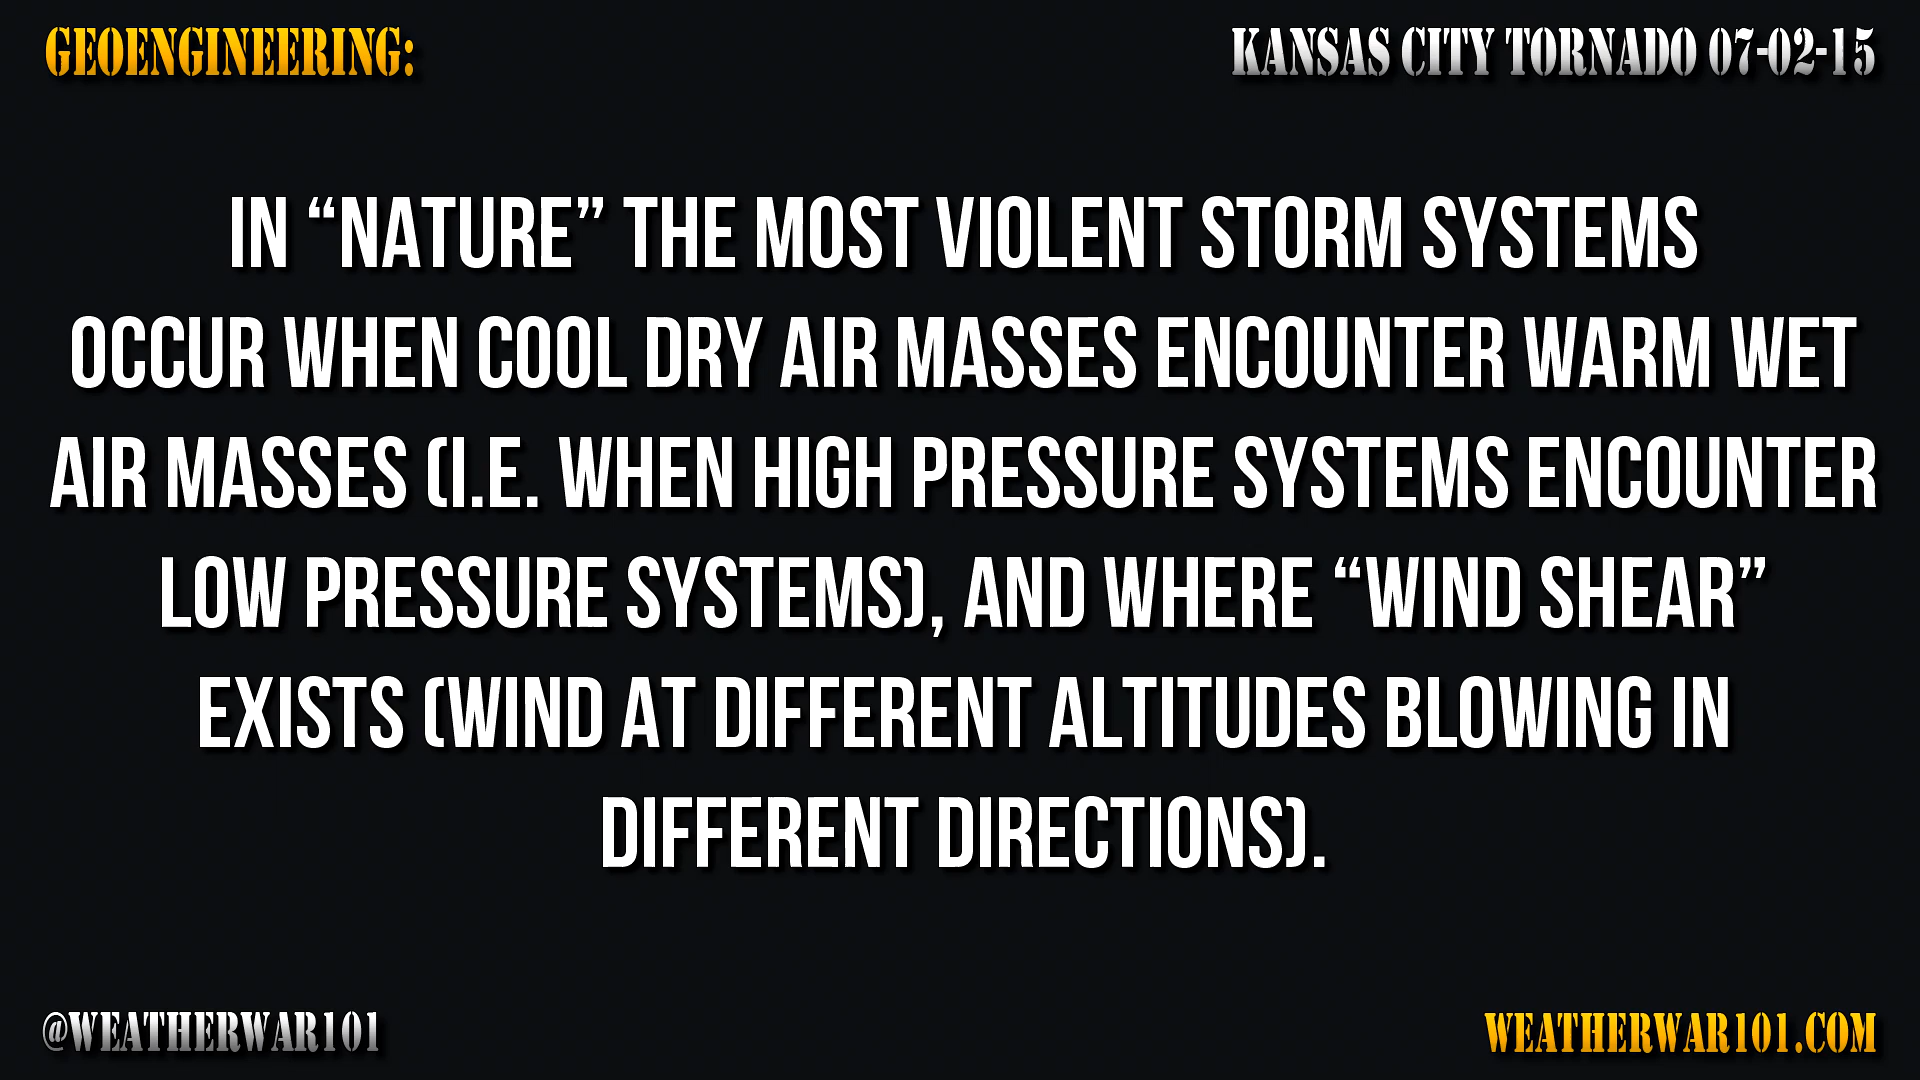 GEOENGINEERING:
KANSAS CITY TORNADO 07-02-15
IN “NATURE” THE MOST VIOLENT STORM SYSTEMS
OCCUR WHEN COOL DRY AIR MASSES ENCOUNTER WARM WET
AIR MASSES (I.E. WHEN HIGH PRESSURE SYSTEMS ENCOUNTER
LOW PRESSURE SYSTEMS), AND WHERE “WIND SHEAR”
EXISTS (WIND AT DIFFERENT ALTITUDES BLOWING IN
DIFFERENT DIRECTIONS).
@WEATHERWAR101
WEATHERWAR101.COM